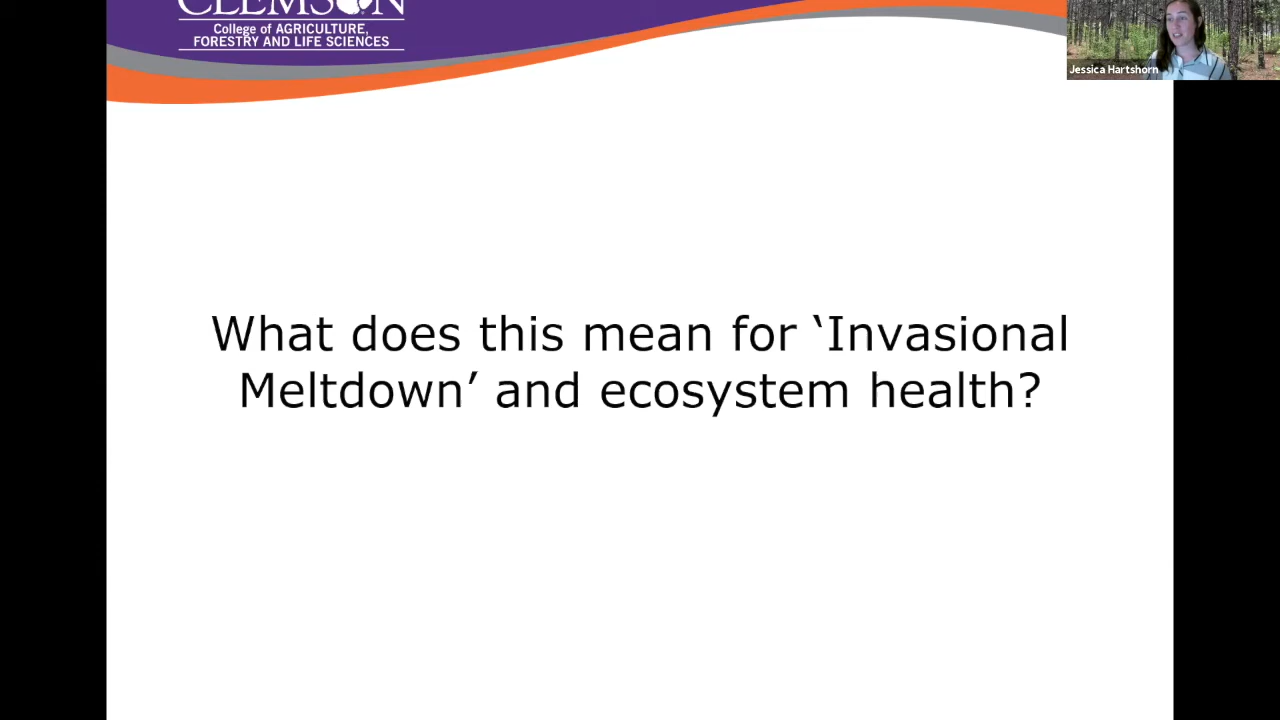 CLEMSON
College of AGRICULTURE,
FORESTRY AND LIFE SCIENCES
Jessica Hartshorn
What does this mean for ‘Invasional
Meltdown’ and ecosystem health?